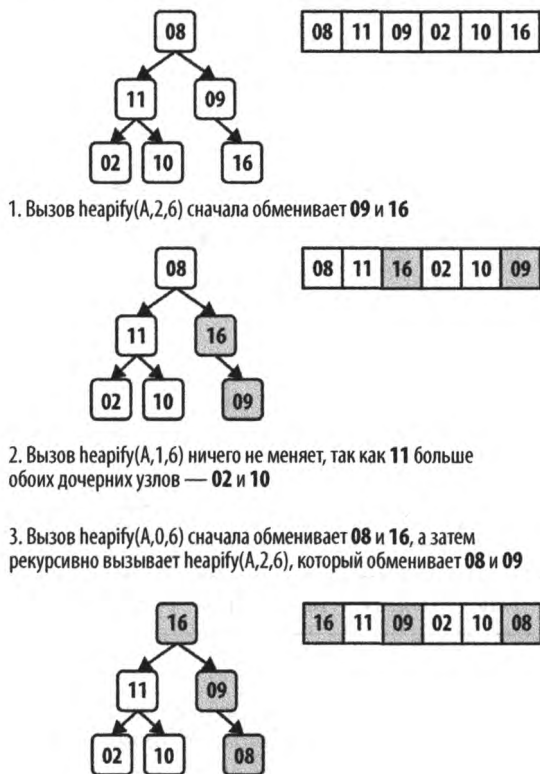 08
08 11 09 02 10 16
11 09
02 10 16
1. Вызов heapify(A,2,6) сначала обменивает 09 и 16
08
08 11 16 02 10 09
11 16
02 10 09
2. Вызов heapify(A,1,6) ничего не меняет, так как 11 больше
обоих дочерних узлов — 02 и 10
3. Вызов heapify(A,0,6) сначала обменивает 08 и 16, а затем
рекурсивно вызывает heapify(A,2,6), который обменивает 08 и 09
16
16 11 09 02 10 08
11 09
02 10 08